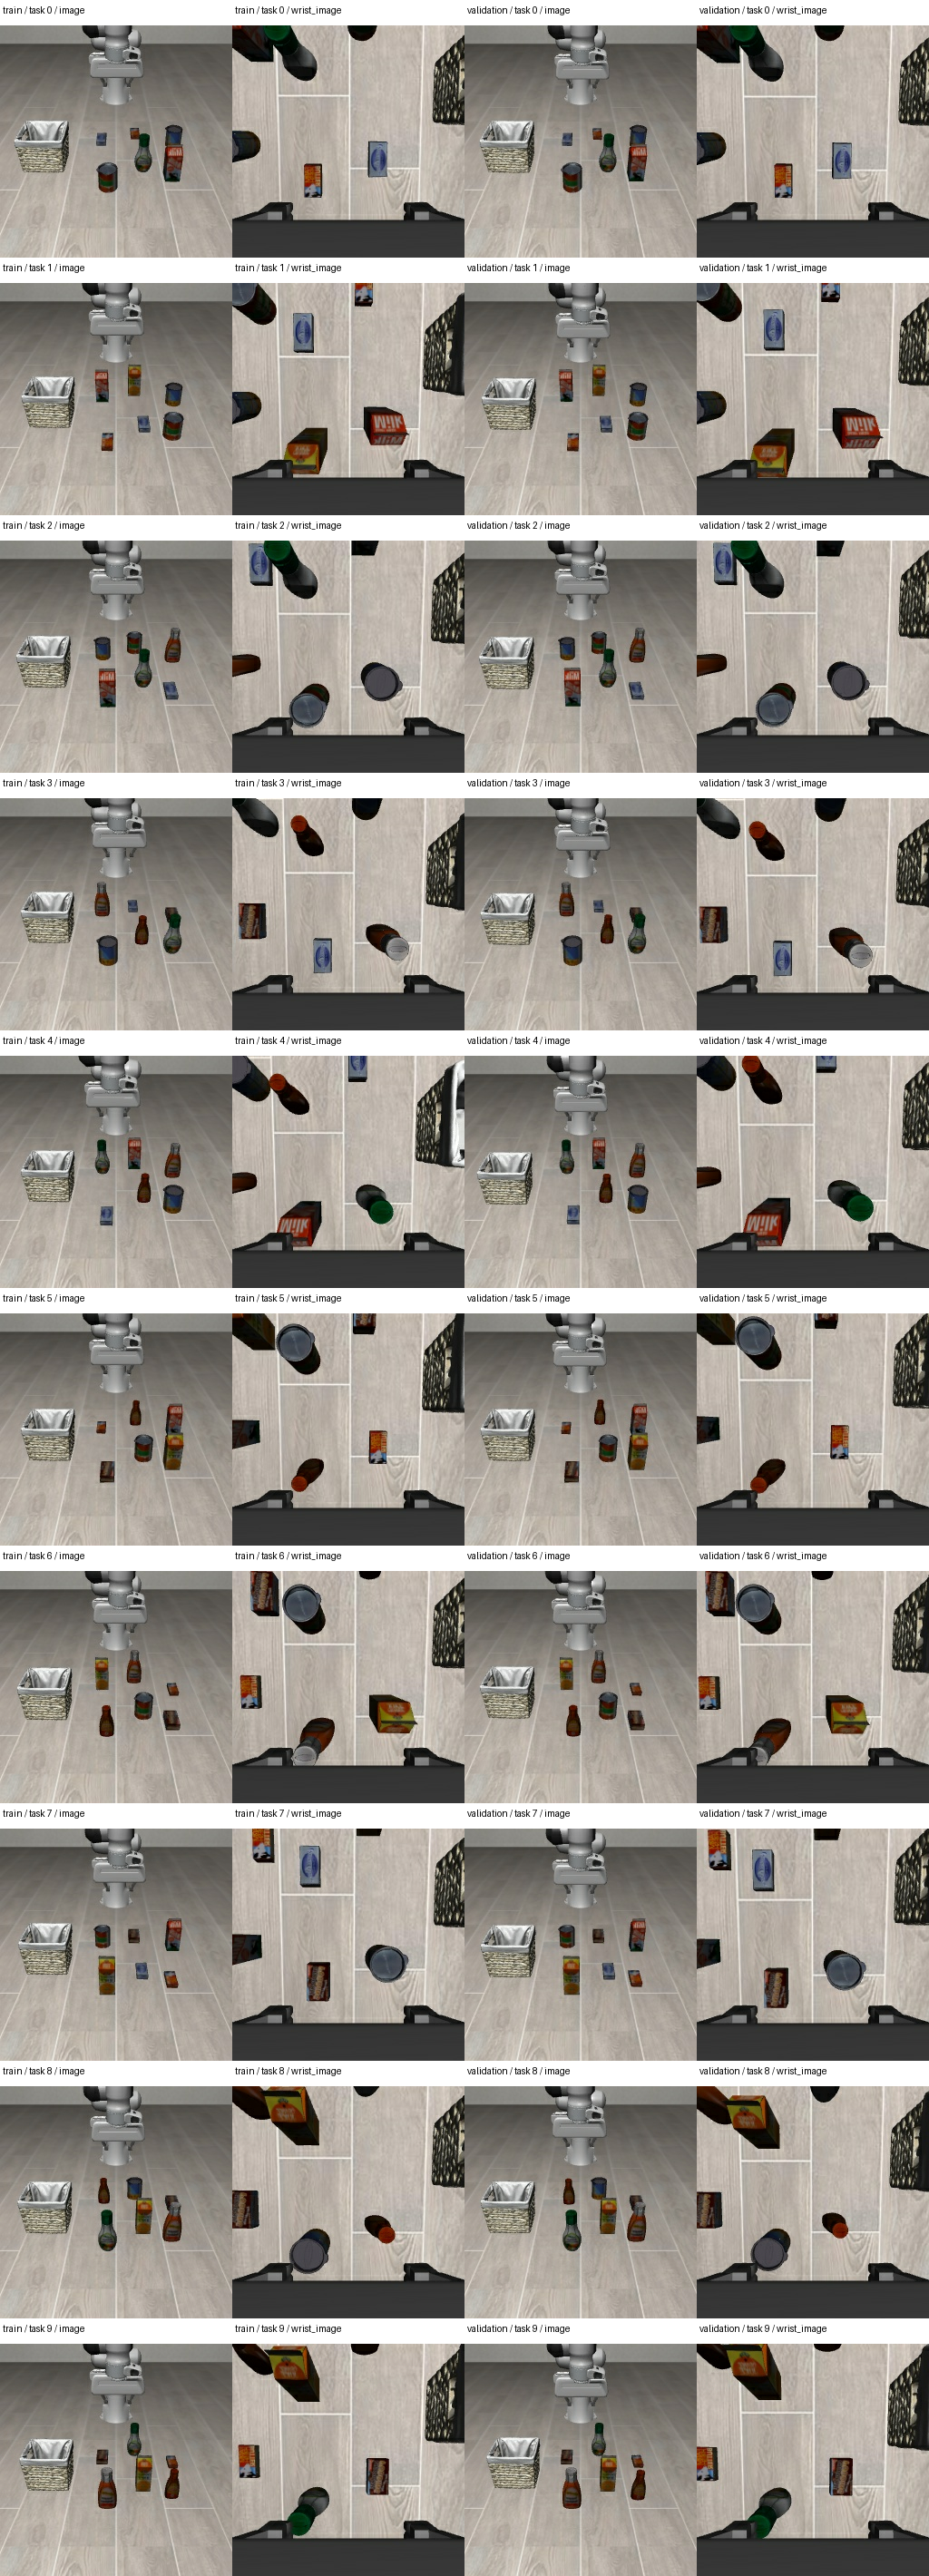 train / task 0 / image train / task 0 / wrist_image validation / task 0 / image validation / task 0 / wrist_image
train / task 1 / image train / task 1 / wrist_image validation / task 1 / image validation / task 1 / wrist_image
MILK MILK
train / task 2 / image train / task 2 / wrist_image validation / task 2 / image validation / task 2 / wrist_image
train / task 3 / image train / task 3 / wrist_image validation / task 3 / image validation / task 3 / wrist_image
train / task 4 / image train / task 4 / wrist_image validation / task 4 / image validation / task 4 / wrist_image
MILK MILK
train / task 5 / image train / task 5 / wrist_image validation / task 5 / image validation / task 5 / wrist_image
train / task 6 / image train / task 6 / wrist_image validation / task 6 / image validation / task 6 / wrist_image
train / task 7 / image train / task 7 / wrist_image validation / task 7 / image validation / task 7 / wrist_image
train / task 8 / image train / task 8 / wrist_image validation / task 8 / image validation / task 8 / wrist_image
train / task 9 / image train / task 9 / wrist_image validation / task 9 / image validation / task 9 / wrist_image